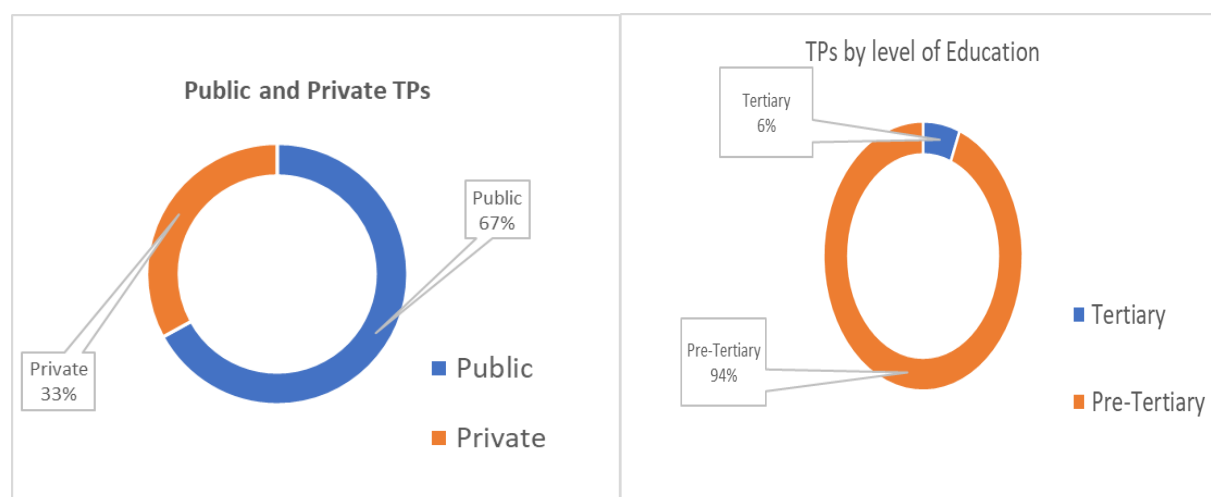 Public and Private TPs
Public
67%
Private
33%
Public
Private
TPs by level of Education
Tertiary
6%
Pre-Tertiary
94%
Tertiary
Pre-Tertiary